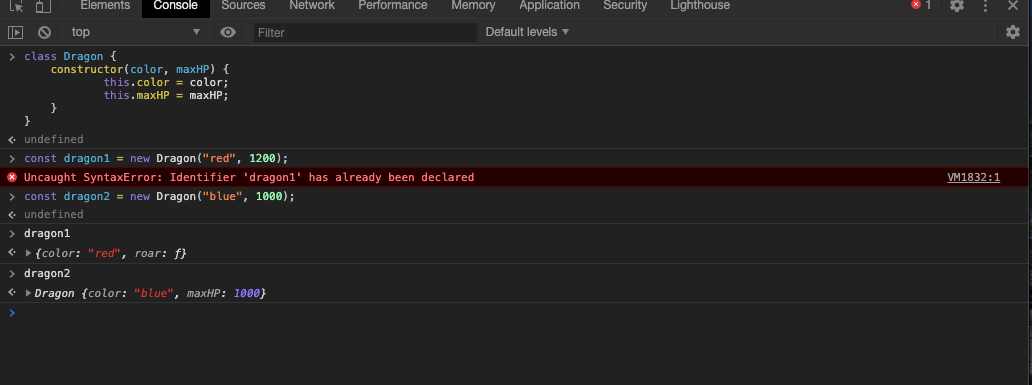 Elements Console Sources Network Performance Memory Application Security Lighthouse 1
top Filter Default levels
class Dragon {
    constructor(color, maxHP) {
            this.color = color;
            this.maxHP = maxHP;
    }
}
undefined
const dragon1 = new Dragon("red", 1200);
Uncaught SyntaxError: Identifier 'dragon1' has already been declared VM1832:1
const dragon2 = new Dragon("blue", 1000);
undefined
dragon1
{color: "red", roar: ƒ}
dragon2
Dragon {color: "blue", maxHP: 1000}